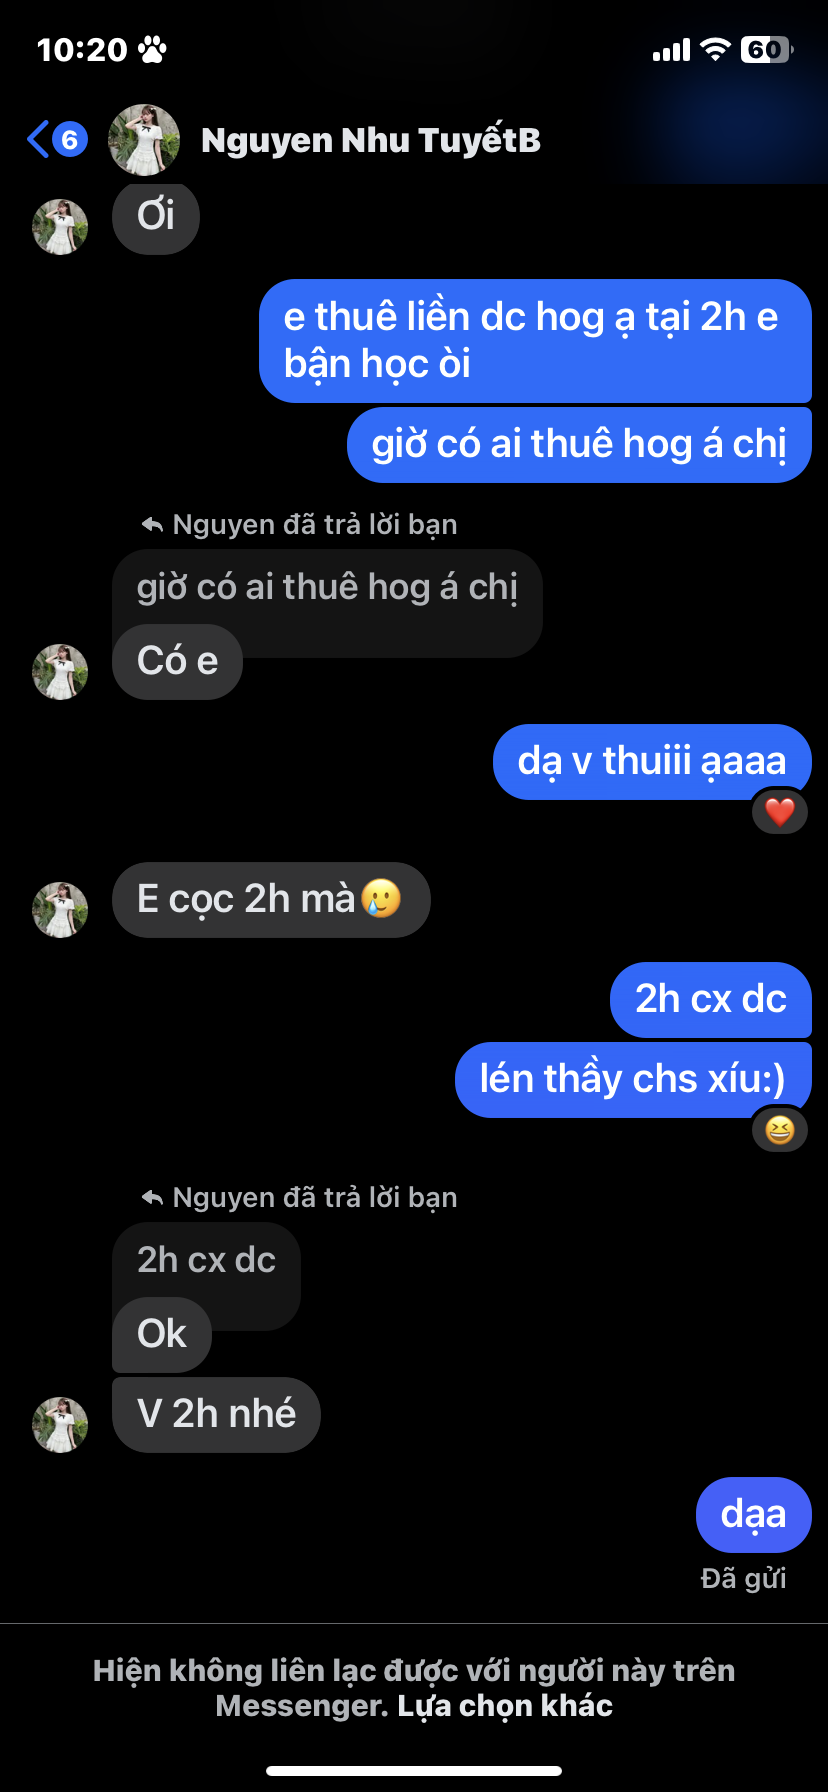 10:20
60
6
Nguyen Nhu TuyếtB
Ơi
e thuê liền dc hog ạ tại 2h e
bận học òi
giờ có ai thuê hog á chị
Nguyen đã trả lời bạn
giờ có ai thuê hog á chị
Có e
dạ v thuiii ạaaa
E cọc 2h mà🥲
2h cx dc
lén thầy chs xíu:)
Nguyen đã trả lời bạn
2h cx dc
Ok
V 2h nhé
dạa
Đã gửi
Hiện không liên lạc được với người này trên
Messenger. Lựa chọn khác